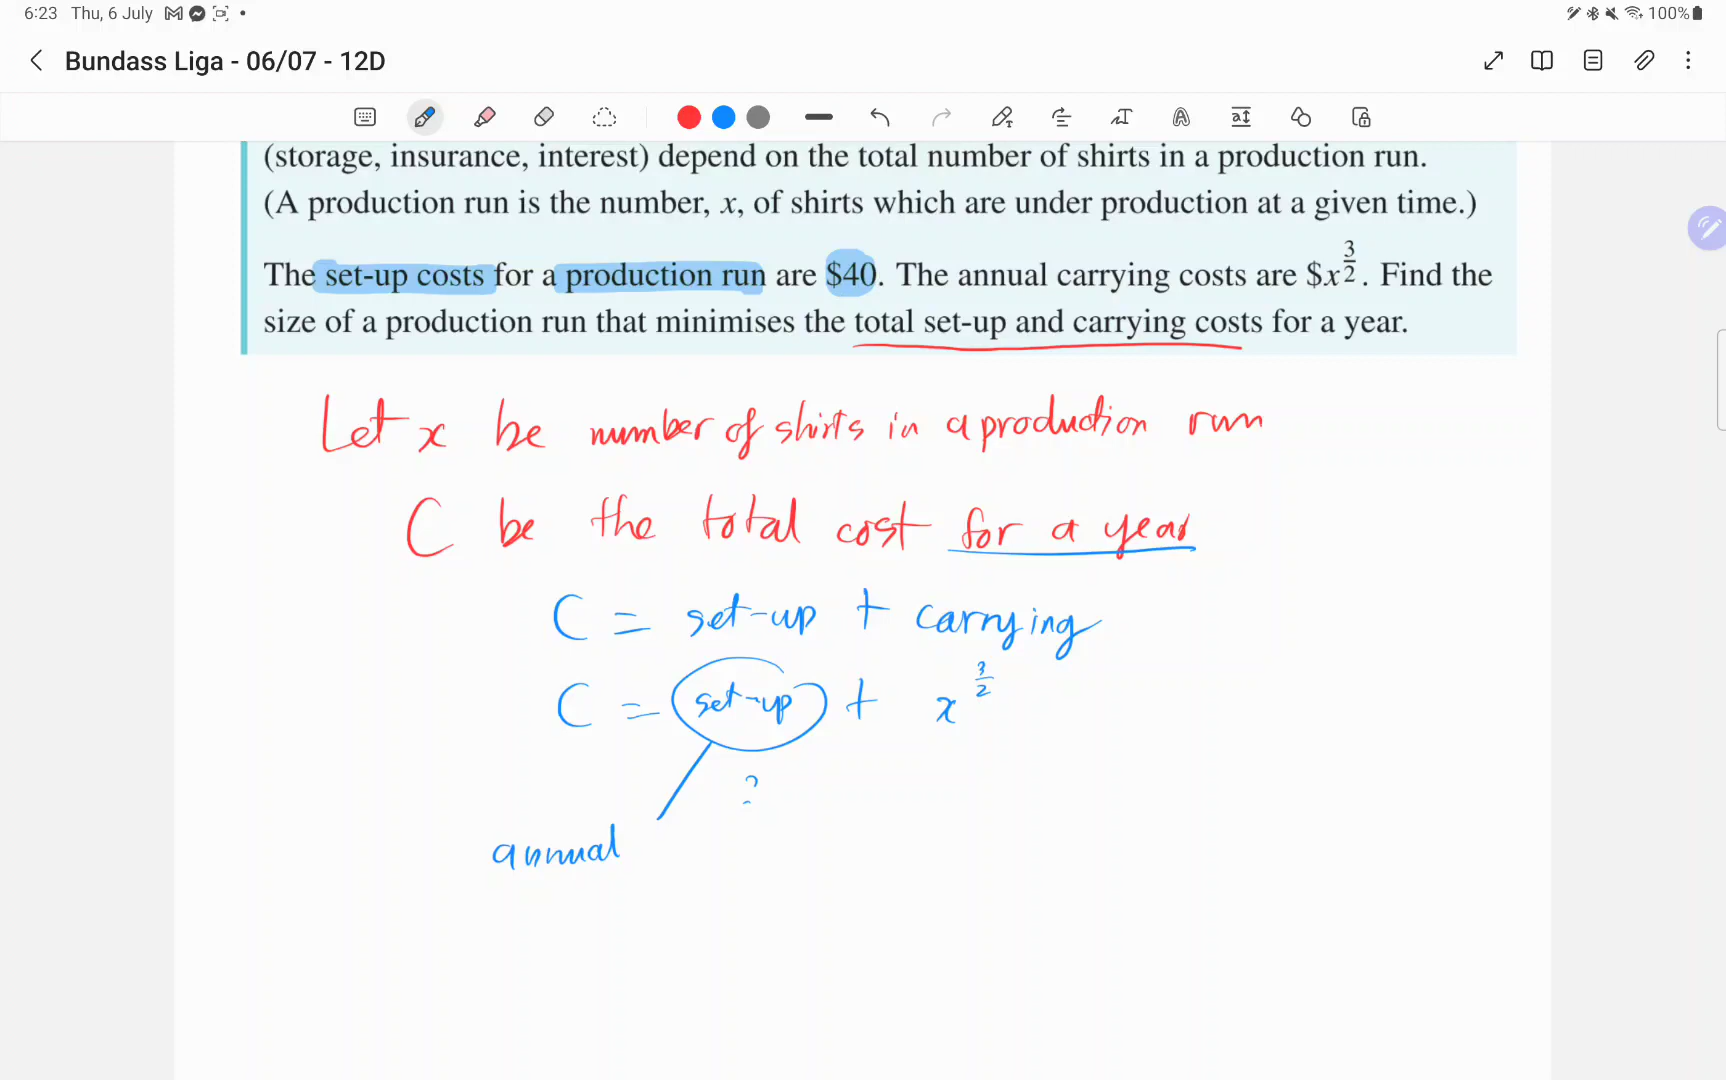 6:23 Thu, 6 July 100%
Bundass Liga - 06/07 - 12D
(storage, insurance, interest) depend on the total number of shirts in a production run.
(A production run is the number, x, of shirts which are under production at a given time.)
The set-up costs for a production run are $40. The annual carrying costs are $x^{3/2}. Find the
size of a production run that minimises the total set-up and carrying costs for a year.
Let x be number of shirts in a production run
C be the total cost for a year
C = set-up + carrying
C = set-up + x^{3/2}
?
annual